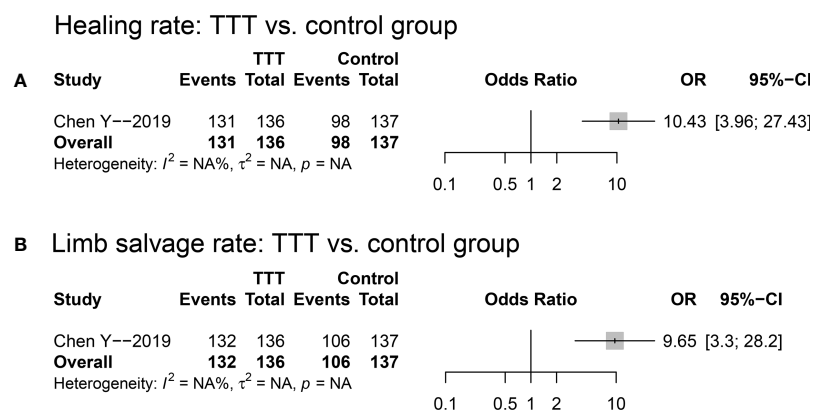 Healing rate: TTT vs. control group
TTT Control
A Study Events Total Events Total Odds Ratio OR 95%−CI
Chen Y−−2019 131 136 98 137 10.43 [3.96; 27.43]
Overall 131 136 98 137
Heterogeneity: I² = NA%, τ² = NA, p = NA
0.1 0.5 1 2 10
B Limb salvage rate: TTT vs. control group
TTT Control
Study Events Total Events Total Odds Ratio OR 95%−CI
Chen Y−−2019 132 136 106 137 9.65 [3.3; 28.2]
Overall 132 136 106 137
Heterogeneity: I² = NA%, τ² = NA, p = NA
0.1 0.5 1 2 10